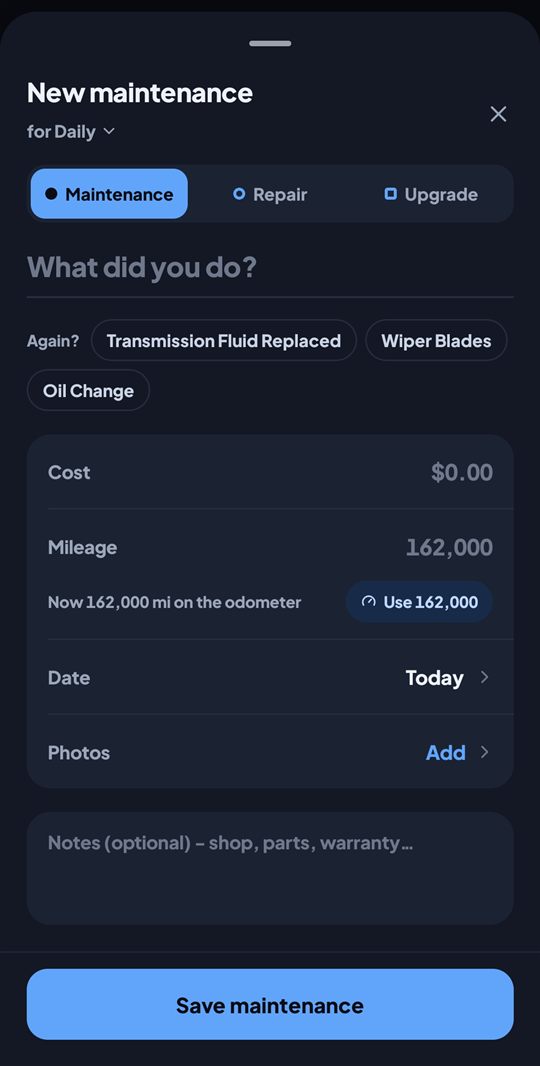 New maintenance
for Daily
Maintenance Repair Upgrade
What did you do?
Again? Transmission Fluid Replaced Wiper Blades
Oil Change
Cost $0.00
Mileage 162,000
Now 162,000 mi on the odometer Use 162,000
Date Today
Photos Add
Notes (optional) – shop, parts, warranty…
Save maintenance